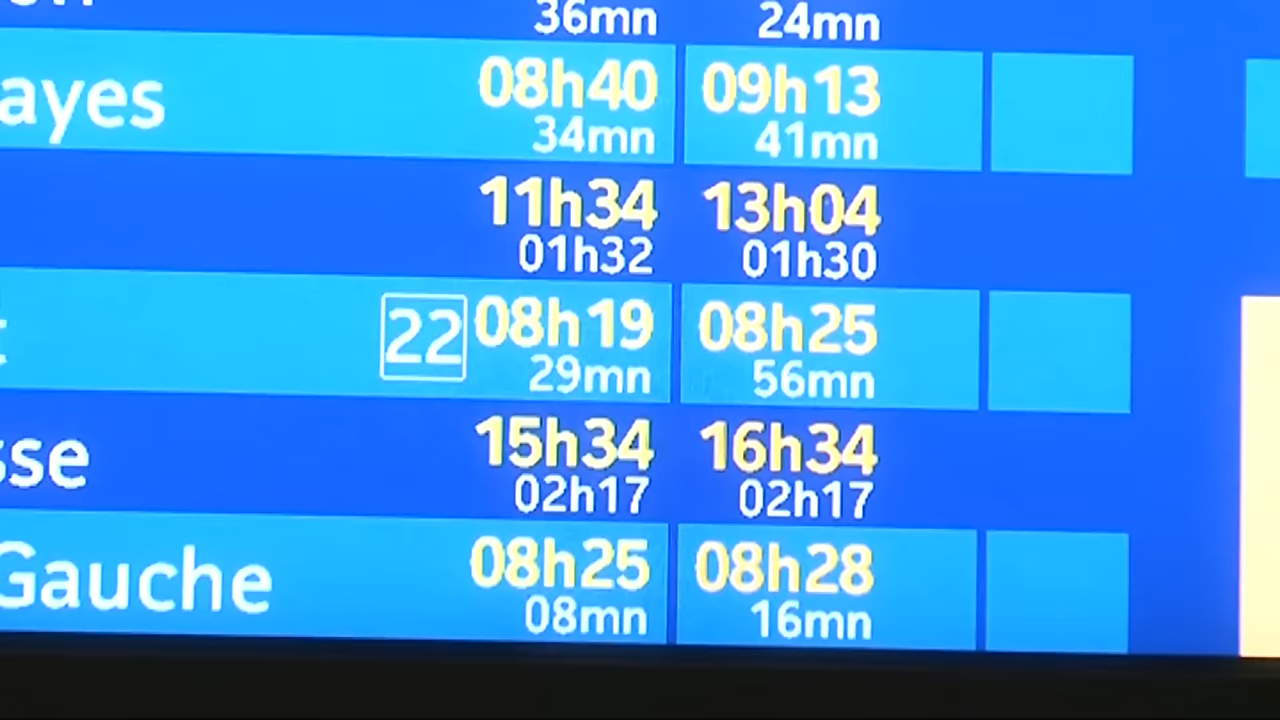 36mn 24mn
ayes 08h40 09h13
34mn 41mn
11h34 13h04
01h32 01h30
22 08h19 08h25
29mn 56mn
sse 15h34 16h34
02h17 02h17
Gauche 08h25 08h28
08mn 16mn